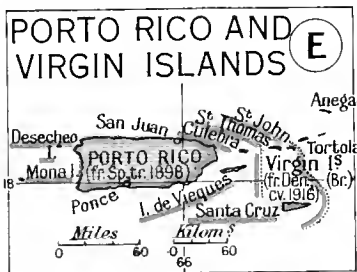 PORTO RICO AND
VIRGIN ISLANDS
E
Anega
San Juan
St Thomas
St John
Culebra
Desecheo
I.
Tortola
(Br.)
PORTO RICO
(fr. Sp. tr. 1898)
Virgin Is
(fr. Den.
cv. 1916)
Mona I.
18
Ponce
I. de Vieques
Santa Cruz
Miles
Kilom s
60
0
60
60
66